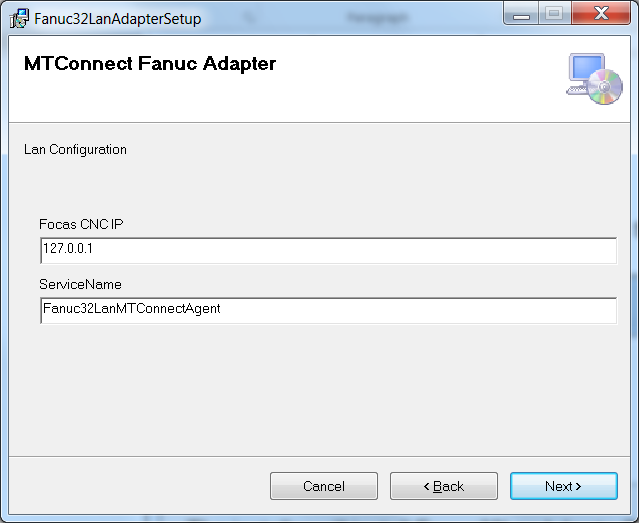 Fanuc32LanAdapterSetup
MTConnect Fanuc Adapter
Lan Configuration
Focas CNC IP
127.0.0.1
ServiceName
Fanuc32LanMTConnectAgent
Cancel
< Back
Next >